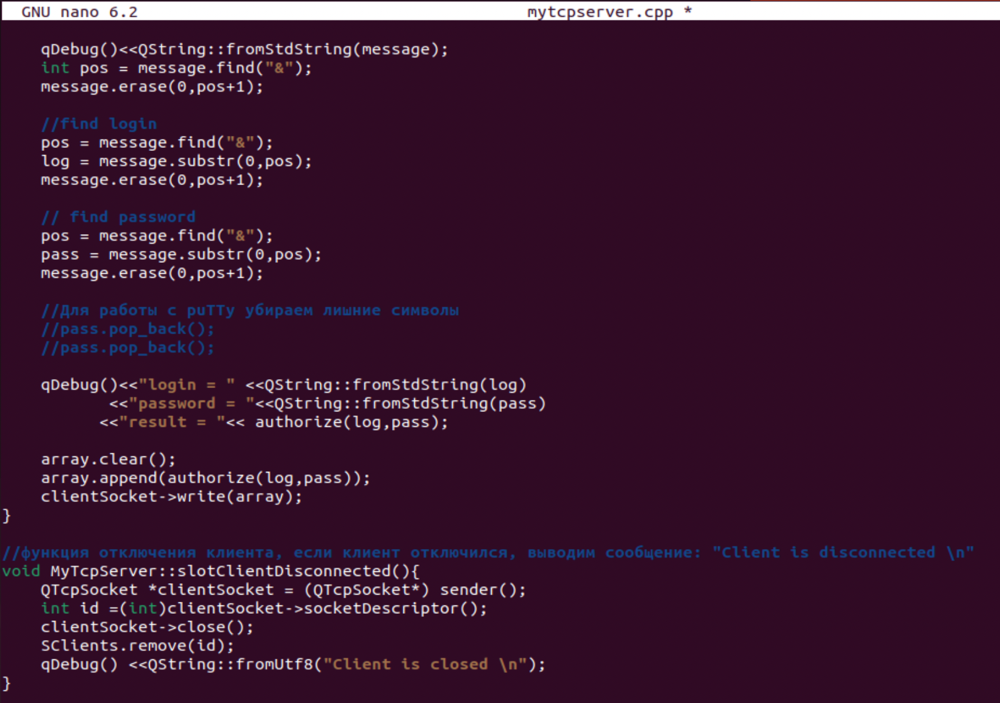 GNU nano 6.2 mytcpserver.cpp *
qDebug()<<QString::fromStdString(message);
int pos = message.find("&");
message.erase(0,pos+1);
//find login
pos = message.find("&");
log = message.substr(0,pos);
message.erase(0,pos+1);
// find password
pos = message.find("&");
pass = message.substr(0,pos);
message.erase(0,pos+1);
//Для работы с puTTy убираем лишние символы
//pass.pop_back();
//pass.pop_back();
qDebug()<<"login = " <<QString::fromStdString(log)
<<"password = "<<QString::fromStdString(pass)
<<"result = "<< authorize(log,pass);
array.clear();
array.append(authorize(log,pass));
clientSocket->write(array);
}
//функция отключения клиента, если клиент отключился, выводим сообщение: "Client is disconnected \n"
void MyTcpServer::slotClientDisconnected(){
QTcpSocket *clientSocket = (QTcpSocket*) sender();
int id =(int)clientSocket->socketDescriptor();
clientSocket->close();
SClients.remove(id);
qDebug() <<QString::fromUtf8("Client is closed \n");
}